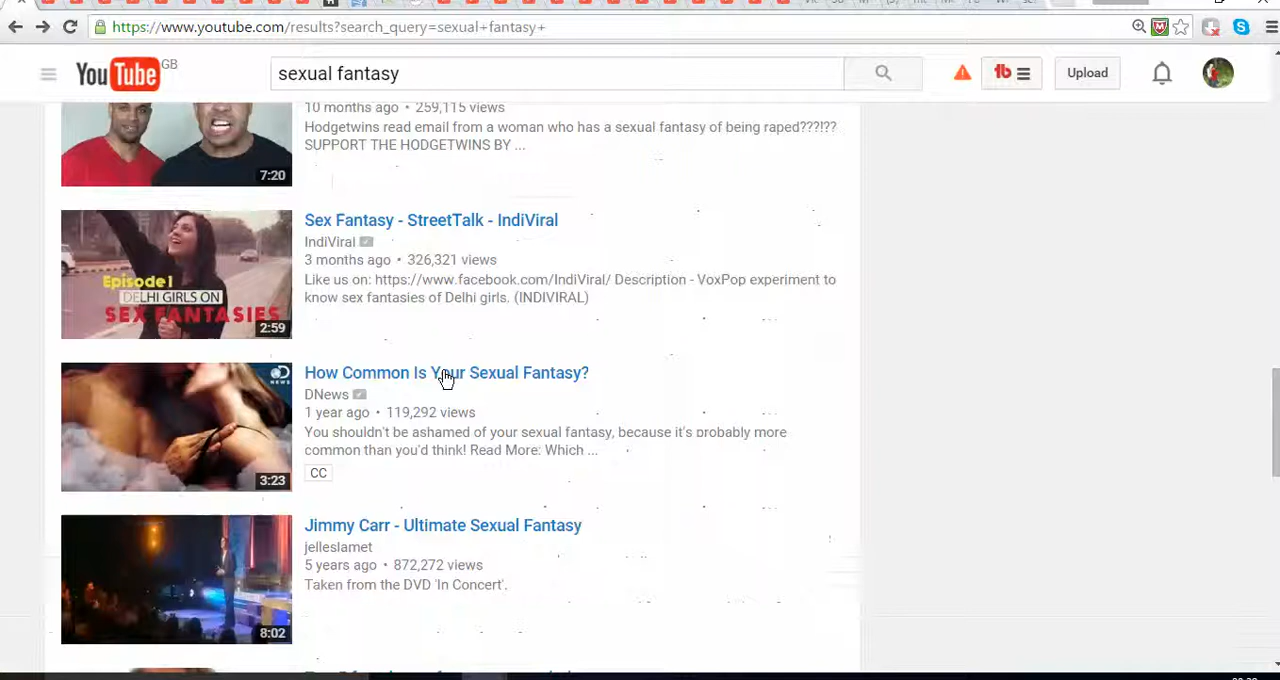 https://www.youtube.com/results?search_query=sexual+fantasy+
YouTube GB
sexual fantasy
Upload
10 months ago • 259,115 views
Hodgetwins read email from a woman who has a sexual fantasy of being raped???!??
SUPPORT THE HODGETWINS BY ...
7:20
Sex Fantasy - StreetTalk - IndiViral
IndiViral
3 months ago • 326,321 views
Like us on: https://www.facebook.com/IndiViral/ Description - VoxPop experiment to
know sex fantasies of Delhi girls. (INDIVIRAL)
Episode 1
DELHI GIRLS ON
SEX FANTASIES
2:59
How Common Is Your Sexual Fantasy?
DNews
1 year ago • 119,292 views
You shouldn't be ashamed of your sexual fantasy, because it's probably more
common than you'd think! Read More: Which ...
CC
D
NEWS
3:23
Jimmy Carr - Ultimate Sexual Fantasy
jelleslamet
5 years ago • 872,272 views
Taken from the DVD 'In Concert'.
8:02